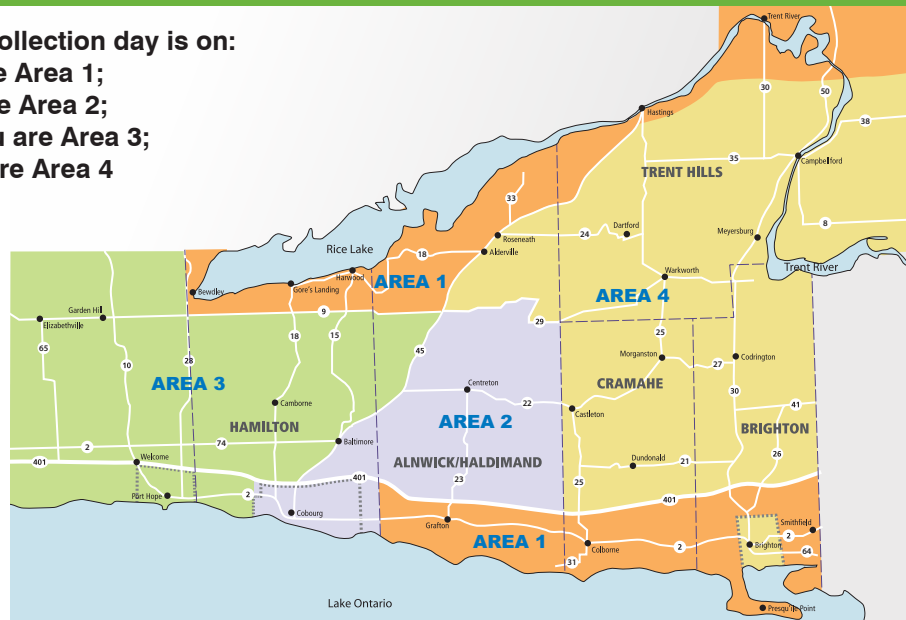 ollection day is on:
e Area 1;
e Area 2;
u are Area 3;
re Area 4
Trent River
30
50
Hastings
38
35
Campbellford
TRENT HILLS
33
8
Dartford
Roseneath
24
Meyersburg
Rice Lake
18
Alderville
Trent River
Harwood
Warkworth
AREA 1
Bewdley
Gore's Landing
AREA 4
9
Garden Hill
29
Elizabethville
18
15
25
65
45
Morganston
27
Codrington
10
28
AREA 3
CRAMAHE
30
Centreton
22
41
Camborne
Castleton
AREA 2
HAMILTON
BRIGHTON
2
74
Baltimore
26
401
Welcome
ALNWICK/HALDIMAND
Dundonald
21
401
23
25
Port Hope
2
401
Cobourg
Grafton
Smithfield
2
AREA 1
Colborne
2
Brighton
64
31
Lake Ontario
Presqu'ile Point